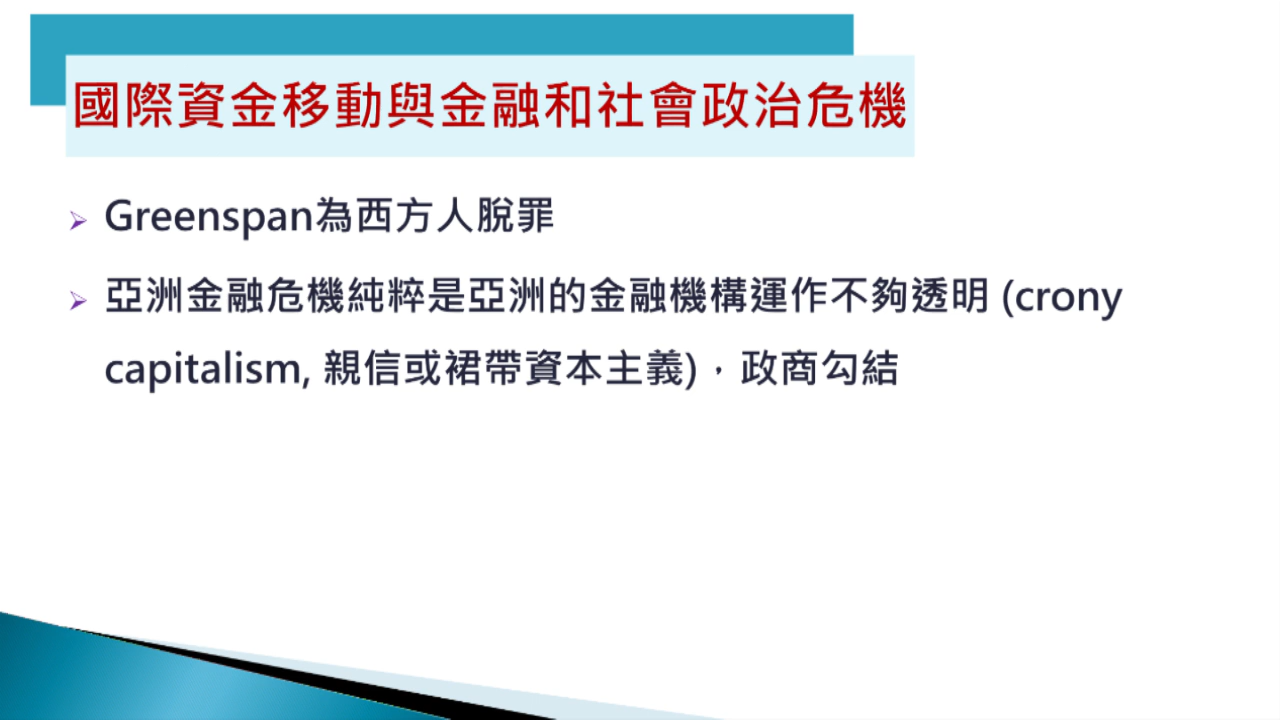 國際資金移動與金融和社會政治危機
Greenspan為西方人脫罪
亞洲金融危機純粹是亞洲的金融機構運作不夠透明 (crony
capitalism, 親信或裙帶資本主義)，政商勾結